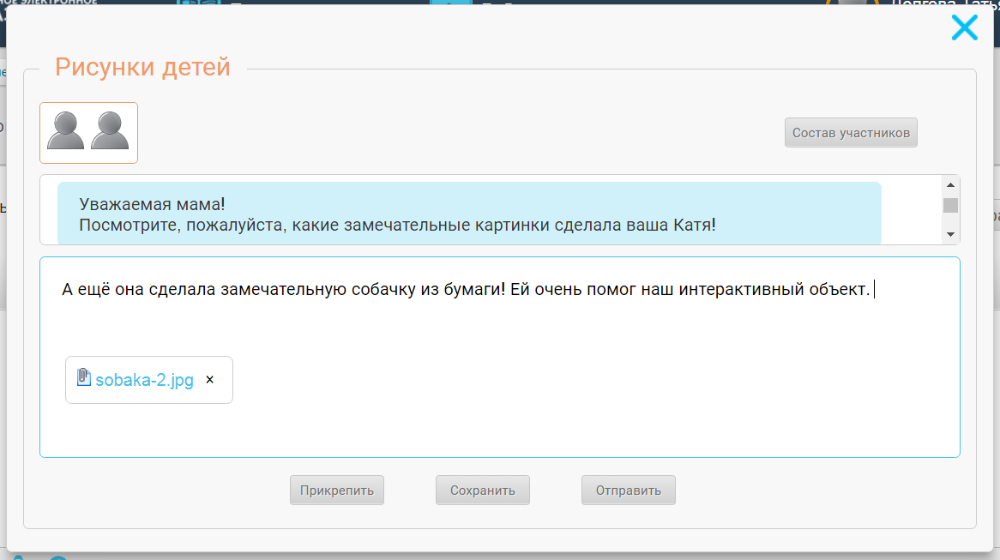 Рисунки детей
Состав участников
Уважаемая мама!
Посмотрите, пожалуйста, какие замечательные картинки сделала ваша Катя!
А ещё она сделала замечательную собачку из бумаги! Ей очень помог наш интерактивный объект.
sobaka-2.jpg ×
Прикрепить
Сохранить
Отправить